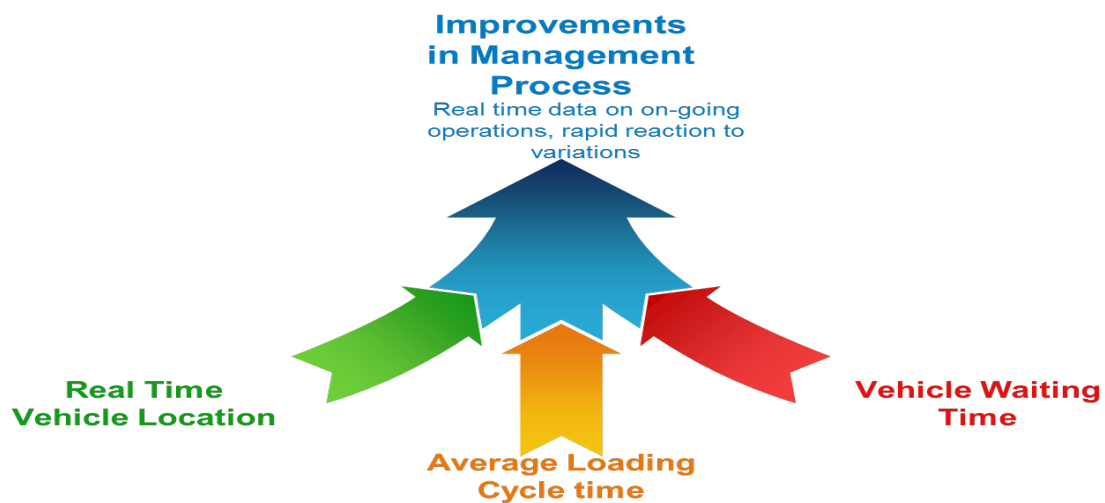 Improvements
in Management
Process
Real time data on on-going
operations, rapid reaction to
variations
Real Time
Vehicle Location
Vehicle Waiting
Time
Average Loading
Cycle time